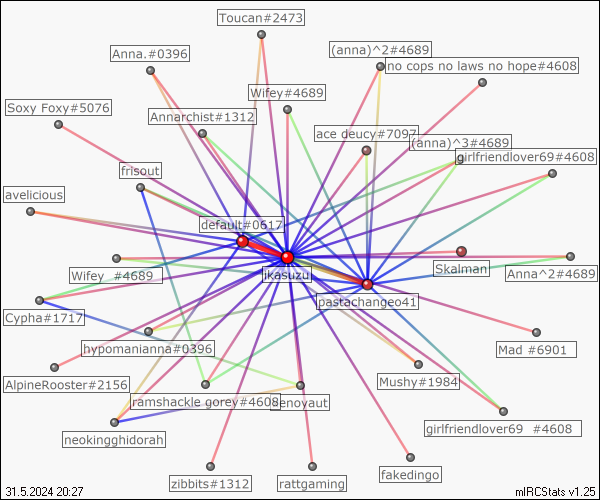 Toucan#2473
Anna.#0396
(anna)^2#4689
no cops no laws no hope#4608
Wifey#4689
Soxy Foxy#5076
Annarchist#1312
ace deucy#7097
(anna)^3#4689
girlfriendlover69#4608
frisout
avelicious
default#0617
ikasuzu
Wifey  #4689
Skalman
Anna^2#4689
pastachangeo41
Cypha#1717
hypomanianna#0396
Mad #6901
AlpineRooster#2156
Mushy#1984
ramshackle gorey#4608
girlfriendlover69  #4608
neokingghidorah
zibbits#1312
rattgaming
fakedingo
31.5.2024 20:27
mIRCStats v1.25